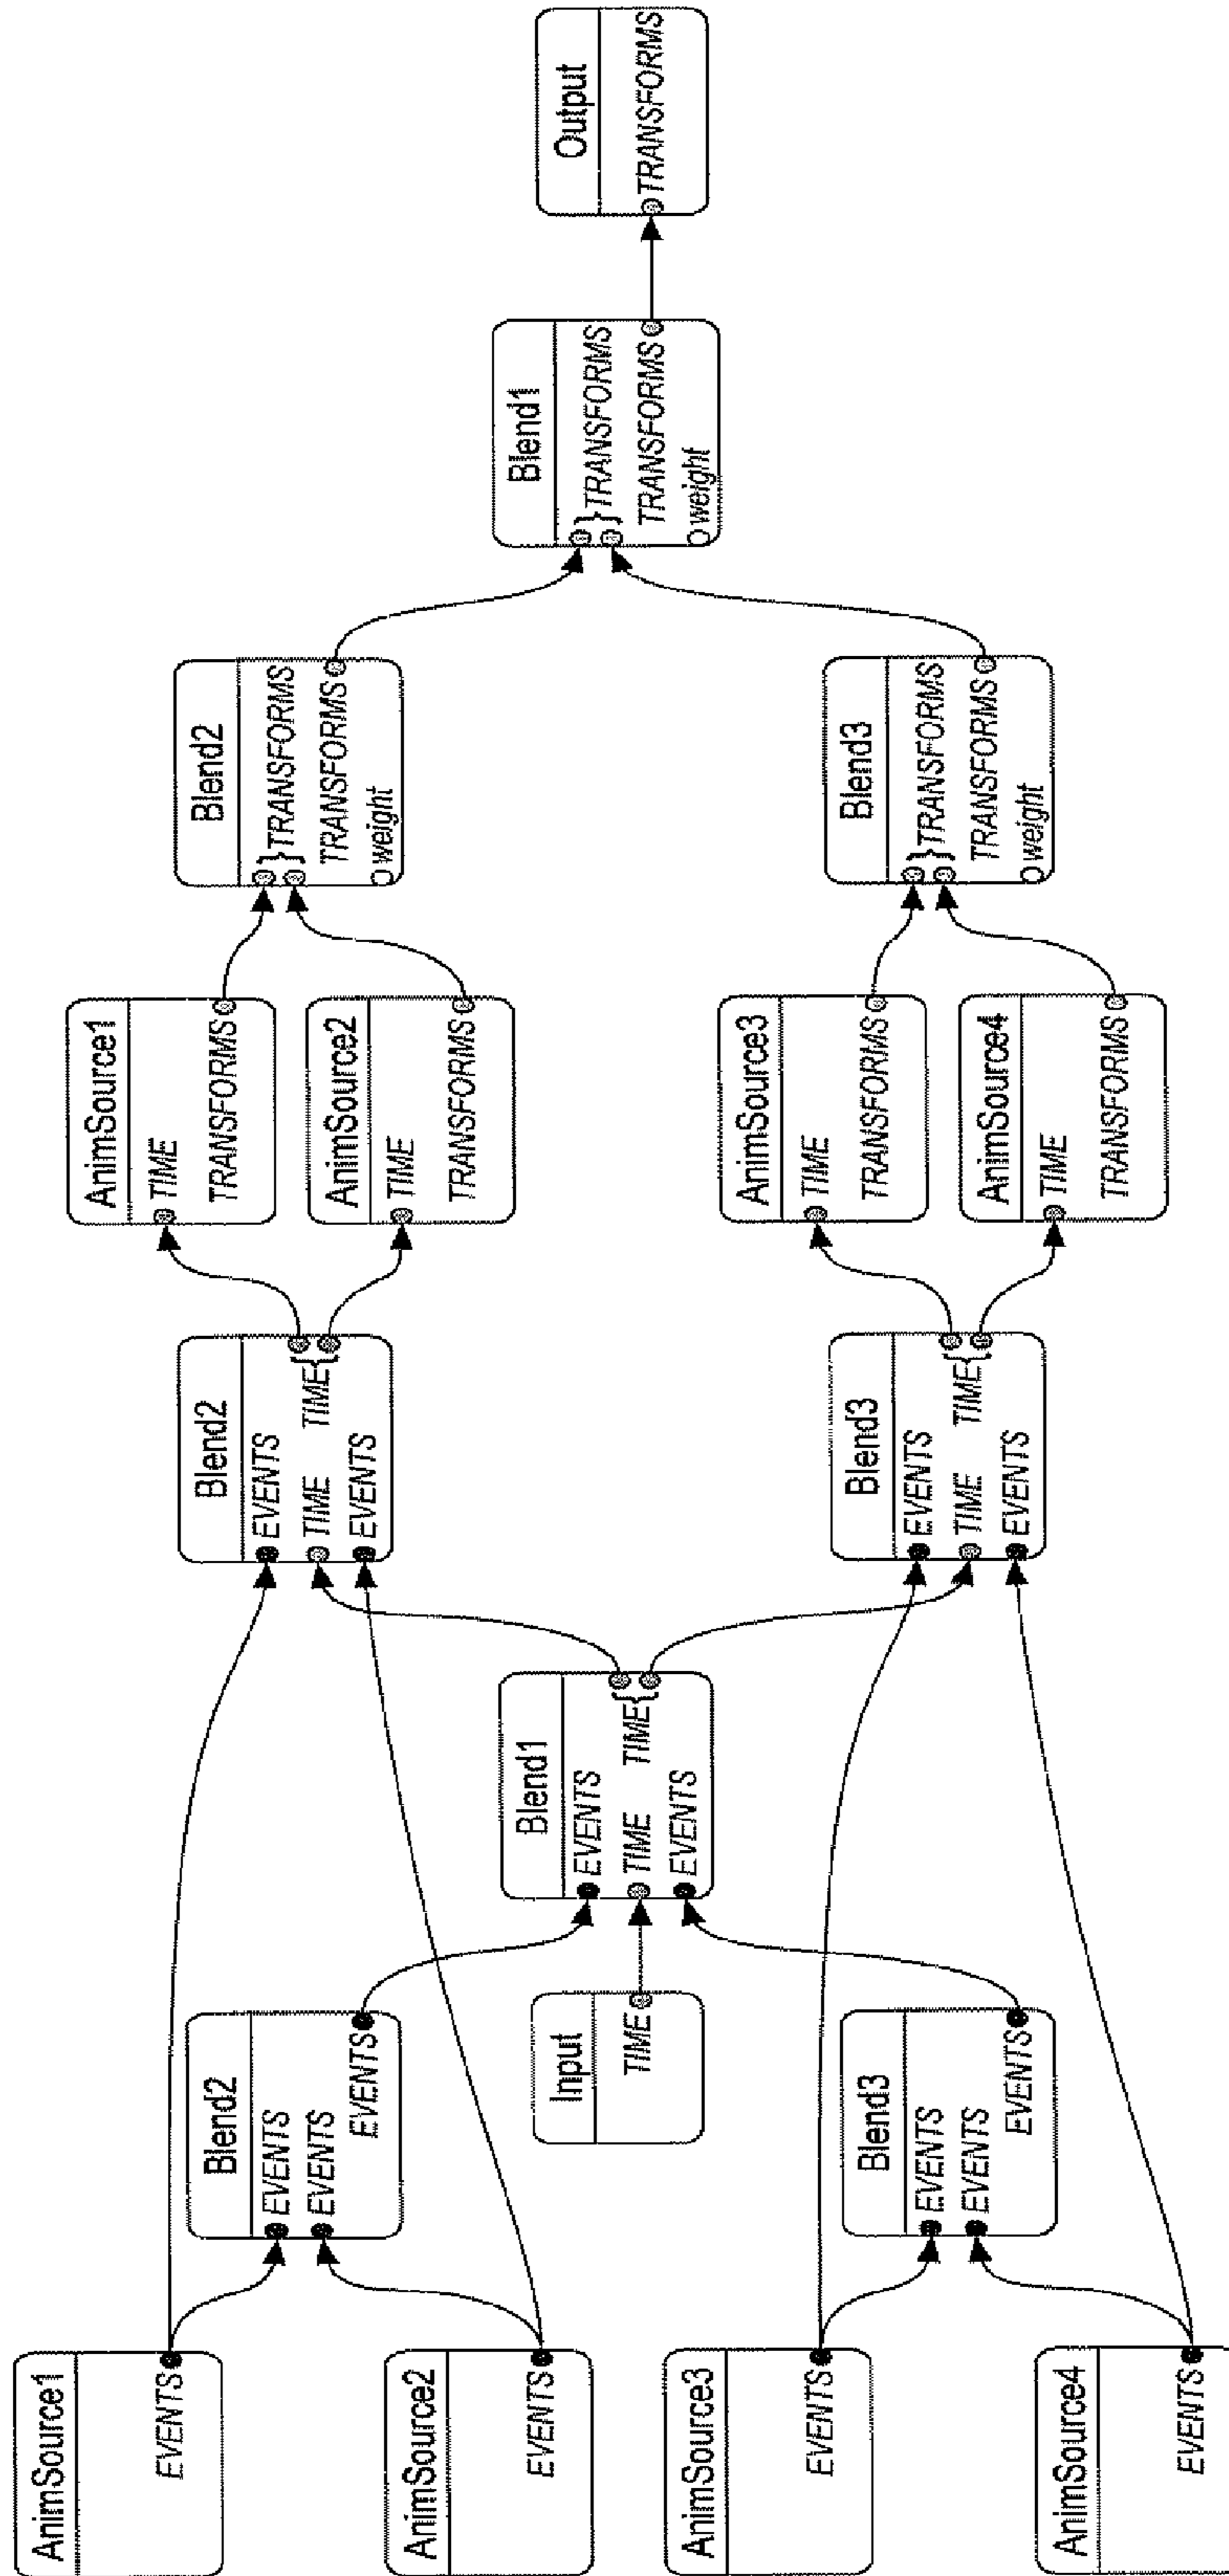 AnimSource1
EVENTS
AnimSource2
EVENTS
AnimSource3
EVENTS
AnimSource4
EVENTS
Blend2
EVENTS
EVENTS
EVENTS
Input
TIME
Blend3
EVENTS
EVENTS
EVENTS
Blend1
EVENTS
TIME TIME{
EVENTS
Blend2
EVENTS
TIME TIME{
EVENTS
Blend3
EVENTS
TIME TIME{
EVENTS
AnimSource1
TIME
TRANSFORMS
AnimSource2
TIME
TRANSFORMS
AnimSource3
TIME
TRANSFORMS
AnimSource4
TIME
TRANSFORMS
Blend2
}TRANSFORMS
TRANSFORMS
weight
Blend3
}TRANSFORMS
TRANSFORMS
weight
Blend1
}TRANSFORMS
TRANSFORMS
weight
Output
TRANSFORMS